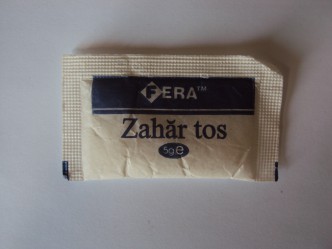 FERA™
Zahăr tos
5g e